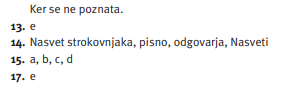 Ker se ne poznata.
13. e
14. Nasvet strokovnjaka, pisno, odgovarja, Nasveti
15. a, b, c, d
17. e